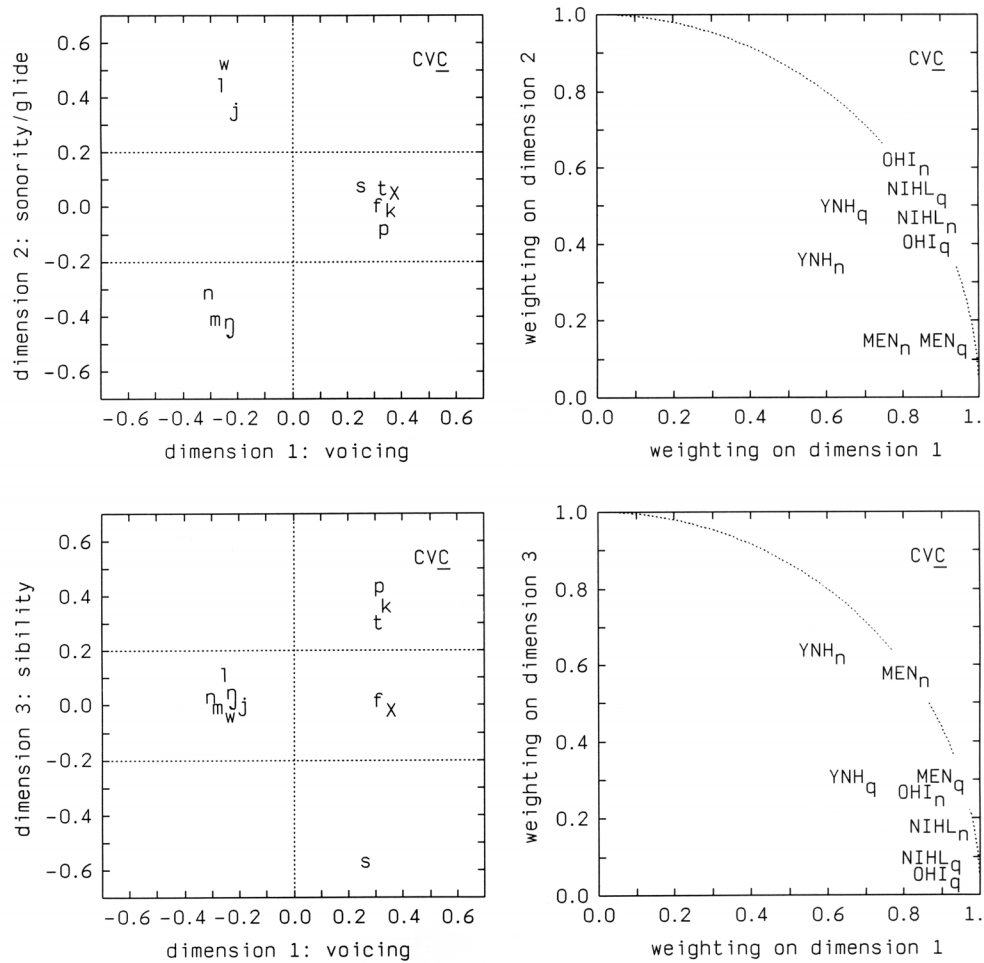 CVC
dimension 2: sonority/glide
0.6
0.4
0.2
0.0
-0.2
-0.4
-0.6
w
l
j
s
t
X
f
k
p
n
m
ŋ
-0.6 -0.4 -0.2 0.0 0.2 0.4 0.6
dimension 1: voicing
CVC
weighting on dimension 2
1.0
0.8
0.6
0.4
0.2
0.0
OHIn
NIHLq
YNHq
NIHLn
OHIq
YNHn
MENn
MENq
0.0 0.2 0.4 0.6 0.8 1.
weighting on dimension 1
CVC
dimension 3: sibility
0.6
0.4
0.2
0.0
-0.2
-0.4
-0.6
p
k
t
l
n
ŋ
m
j
w
f
X
s
-0.6 -0.4 -0.2 0.0 0.2 0.4 0.6
dimension 1: voicing
CVC
weighting on dimension 3
1.0
0.8
0.6
0.4
0.2
0.0
YNHn
MENn
YNHq
MENq
OHIn
NIHLn
NIHLq
OHIq
0.0 0.2 0.4 0.6 0.8 1.
weighting on dimension 1